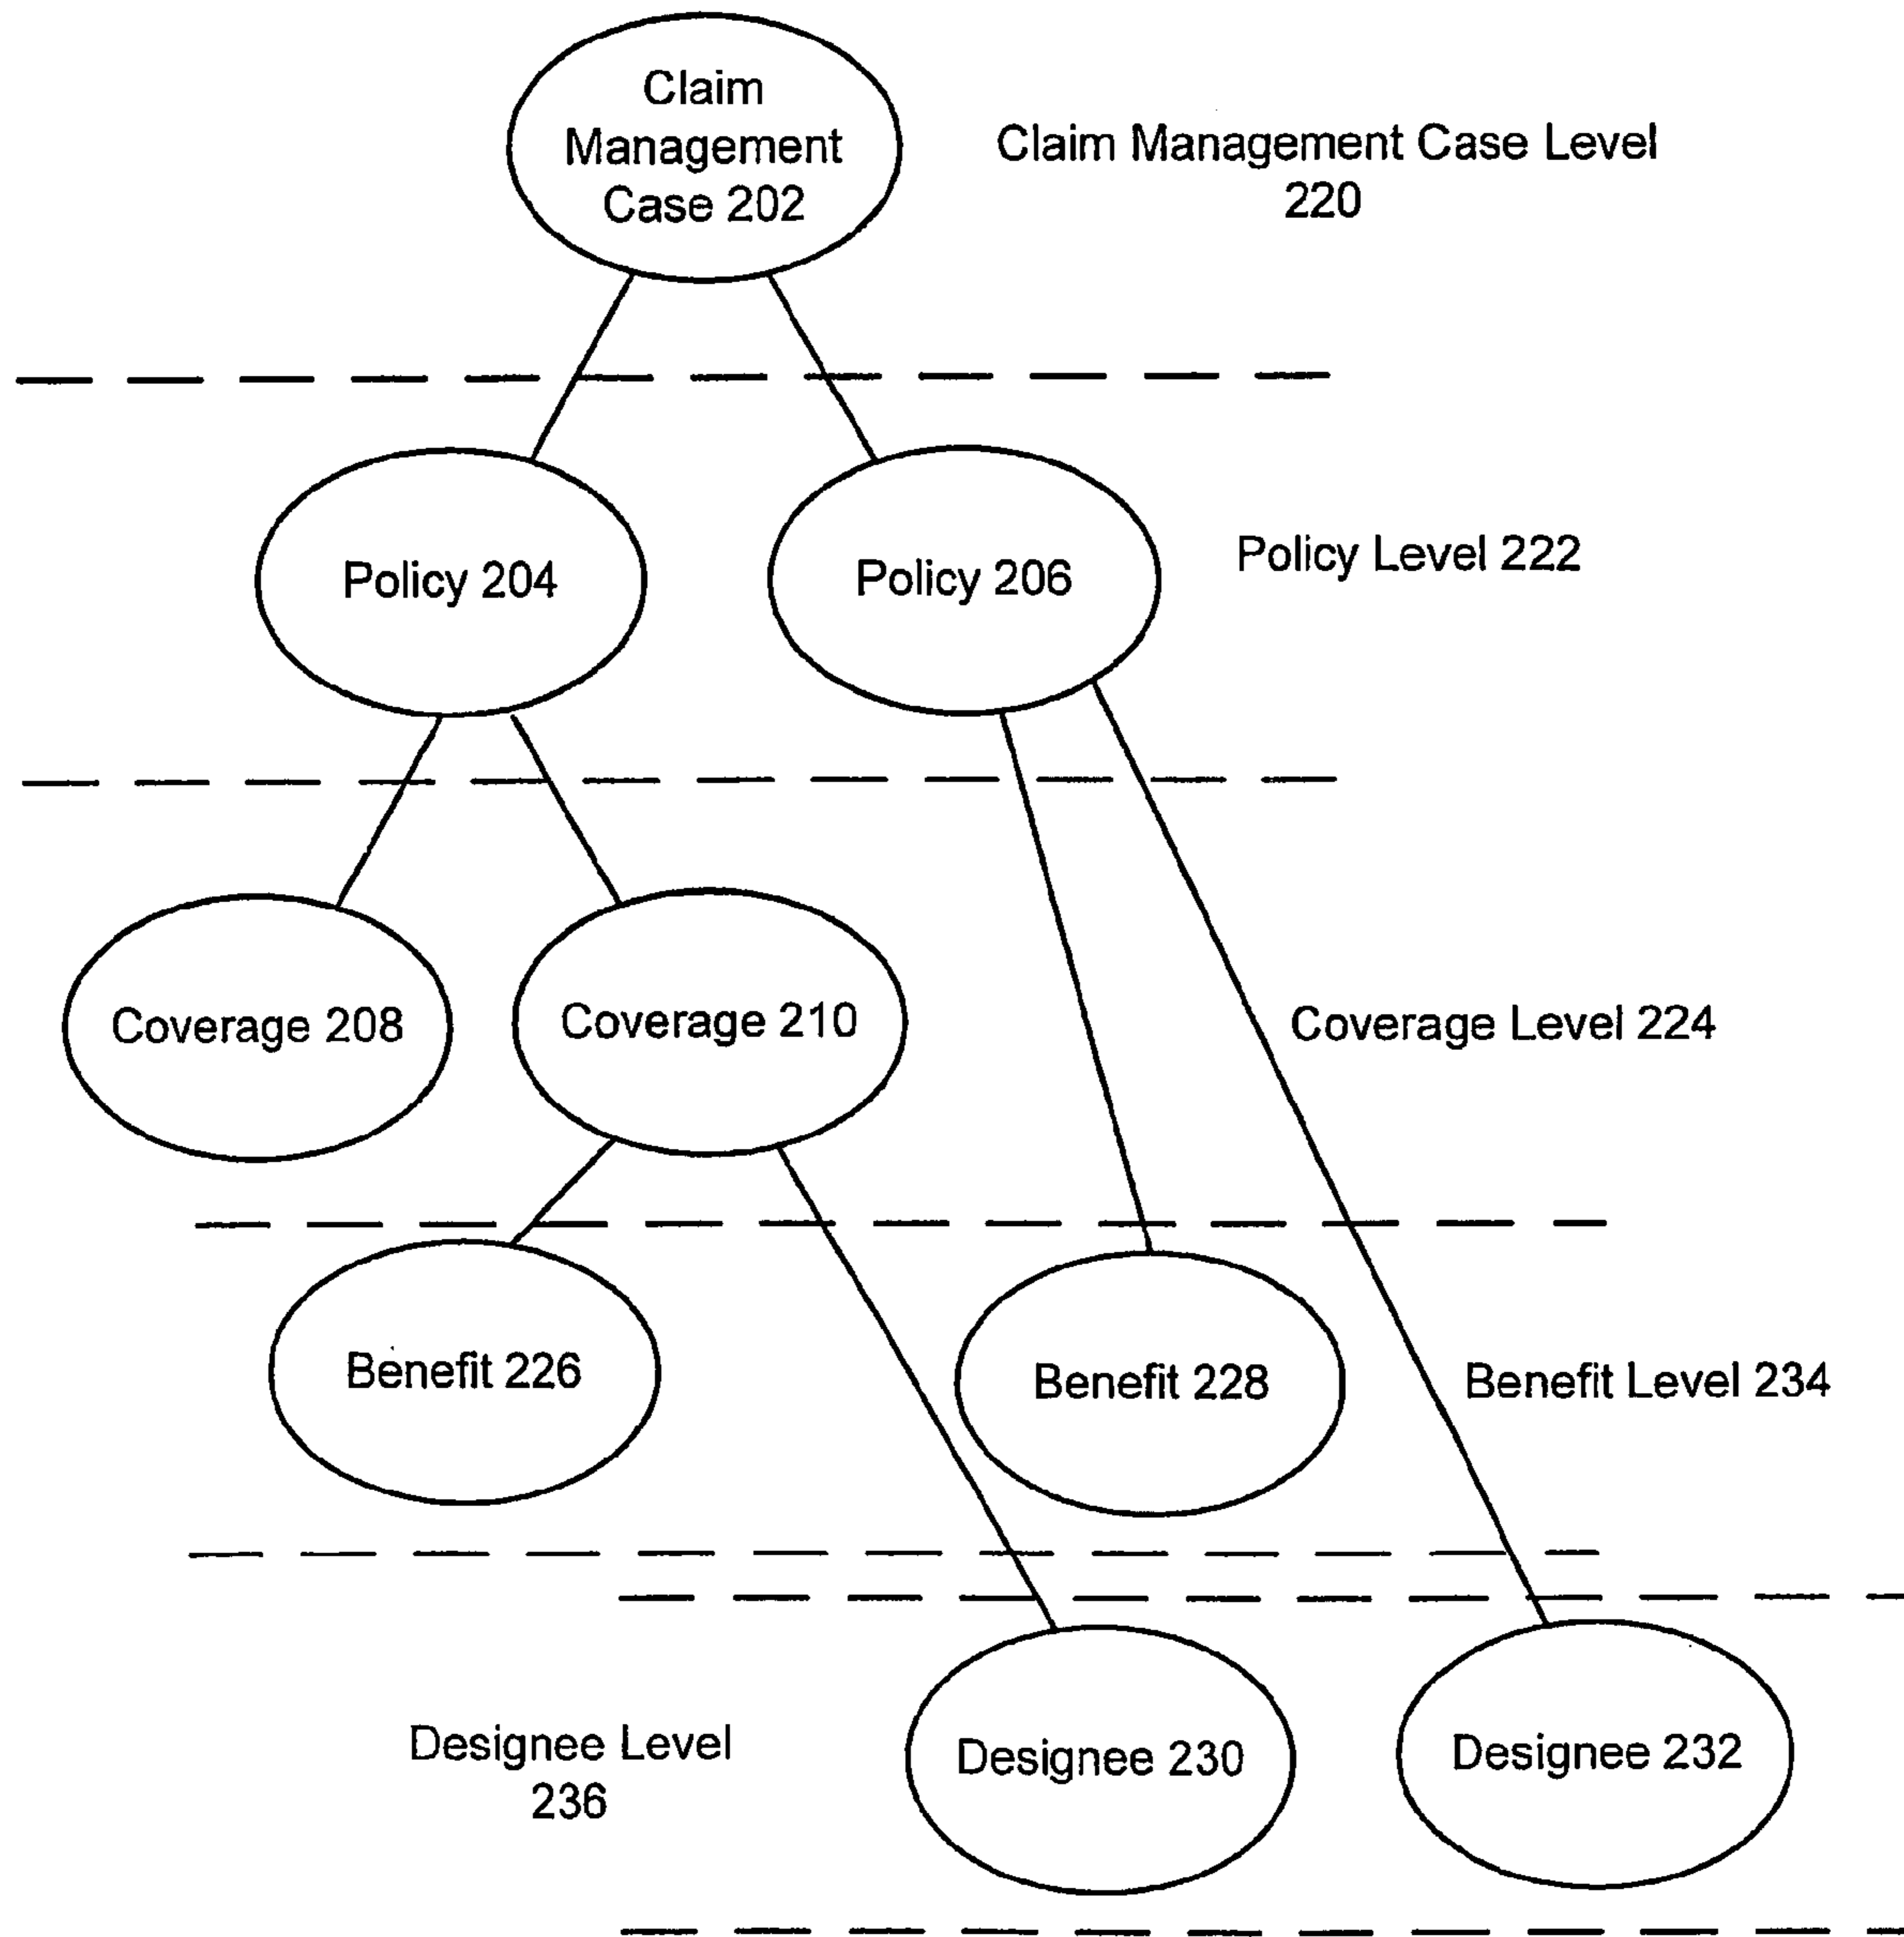 Claim
Management
Case 202
Claim Management Case Level
220
Policy 204
Policy 206
Policy Level 222
Coverage 208
Coverage 210
Coverage Level 224
Benefit 226
Benefit 228
Benefit Level 234
Designee Level
236
Designee 230
Designee 232